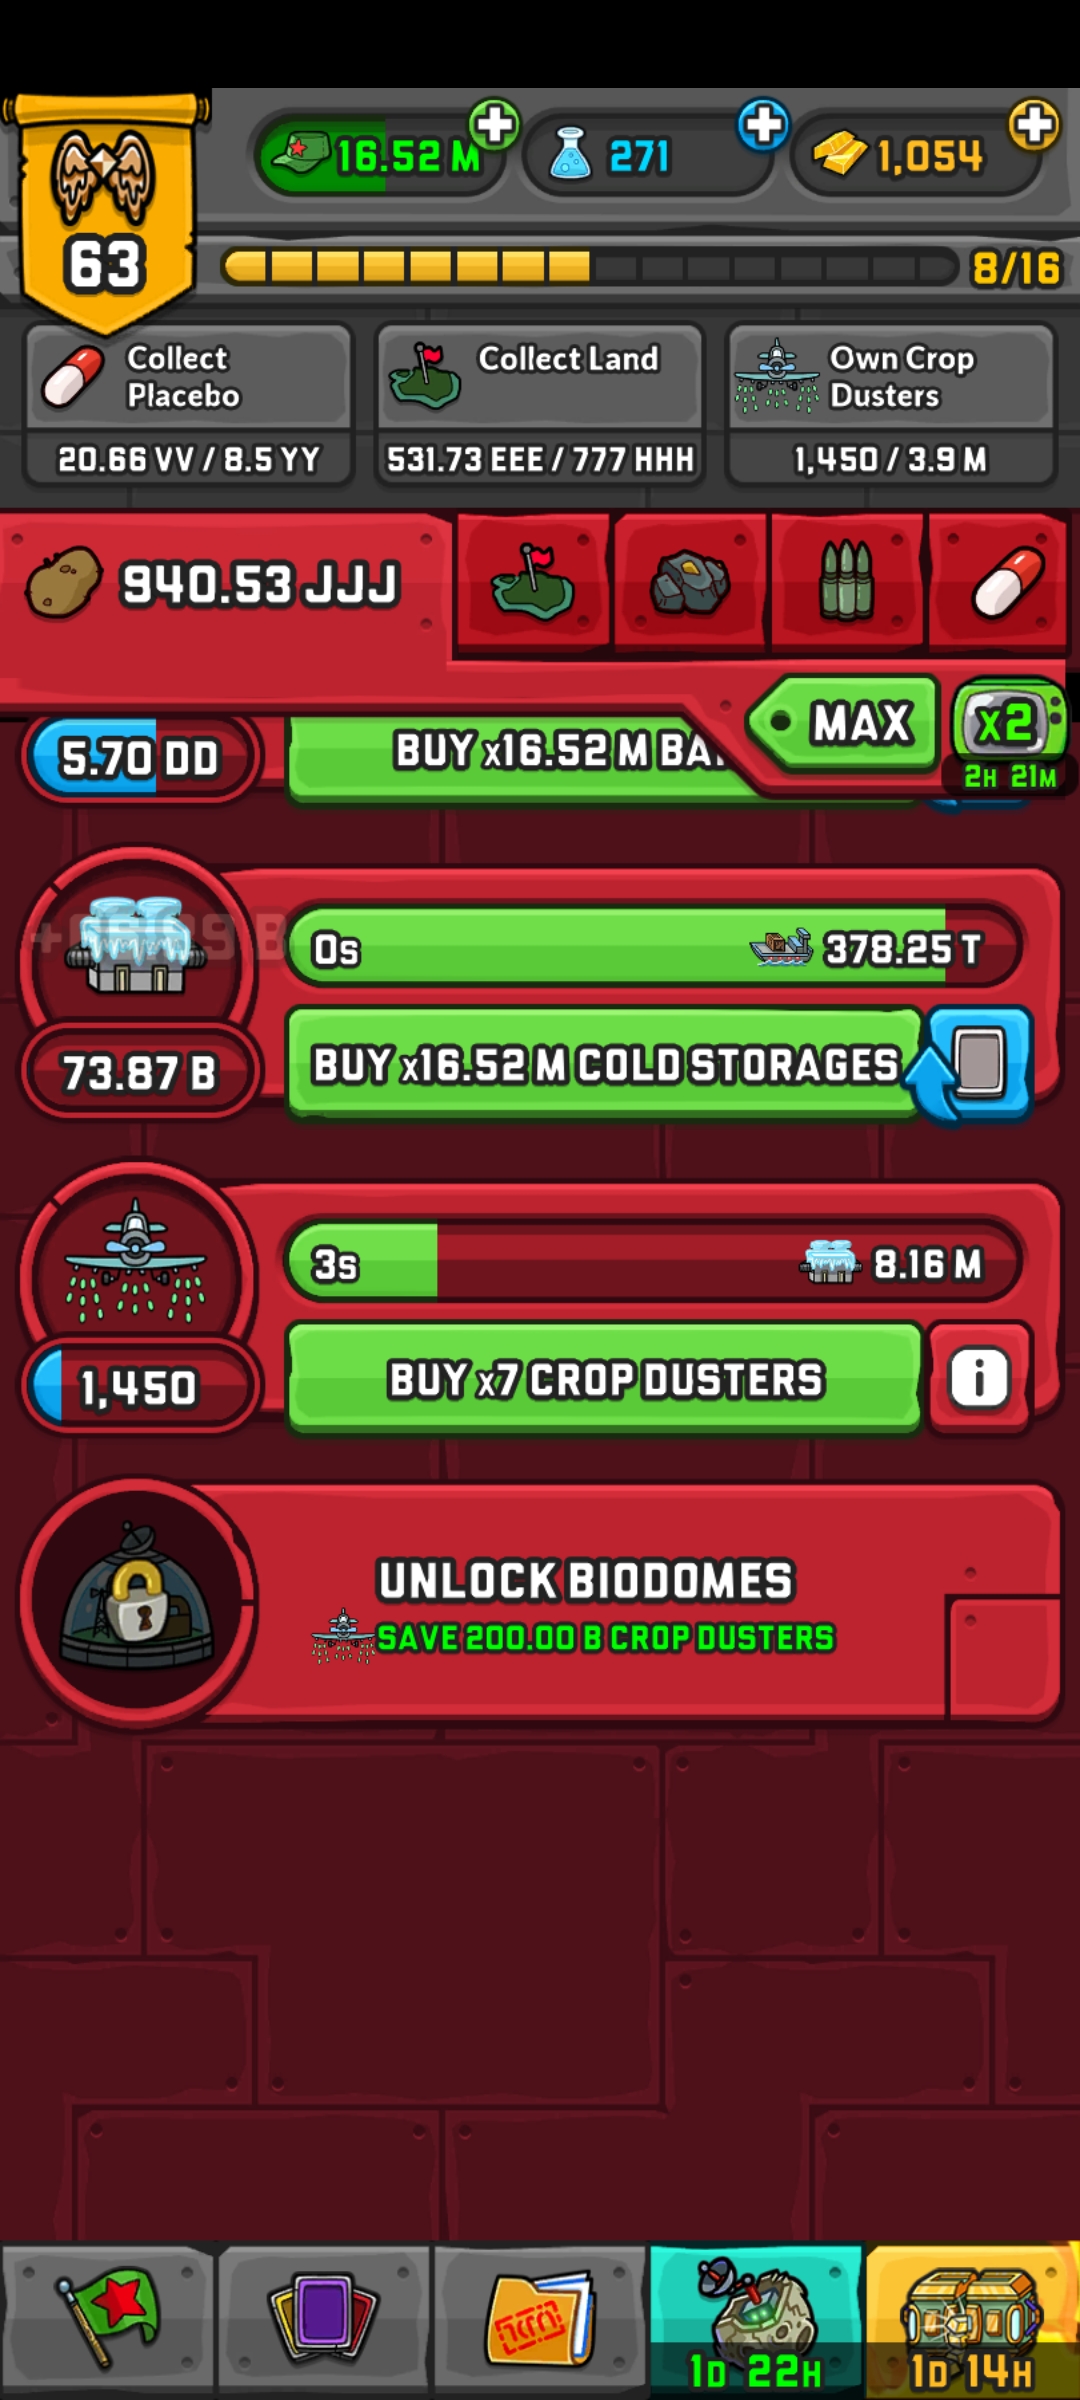 16.52 M
271
1,054
63
8/16
Collect
Placebo
20.66 VV / 8.5 YY
Collect Land
531.73 EEE / 777 HHH
Own Crop
Dusters
1,450 / 3.9 M
940.53 JJJ
MAX
x2
2H 21M
5.70 DD
BUY x16.52 M
0s
378.25 T
73.87 B
BUY x16.52 M COLD STORAGES
3s
8.16 M
1,450
BUY x7 CROP DUSTERS
i
UNLOCK BIODOMES
SAVE 200.00 B CROP DUSTERS
1D 22H
1D 14H